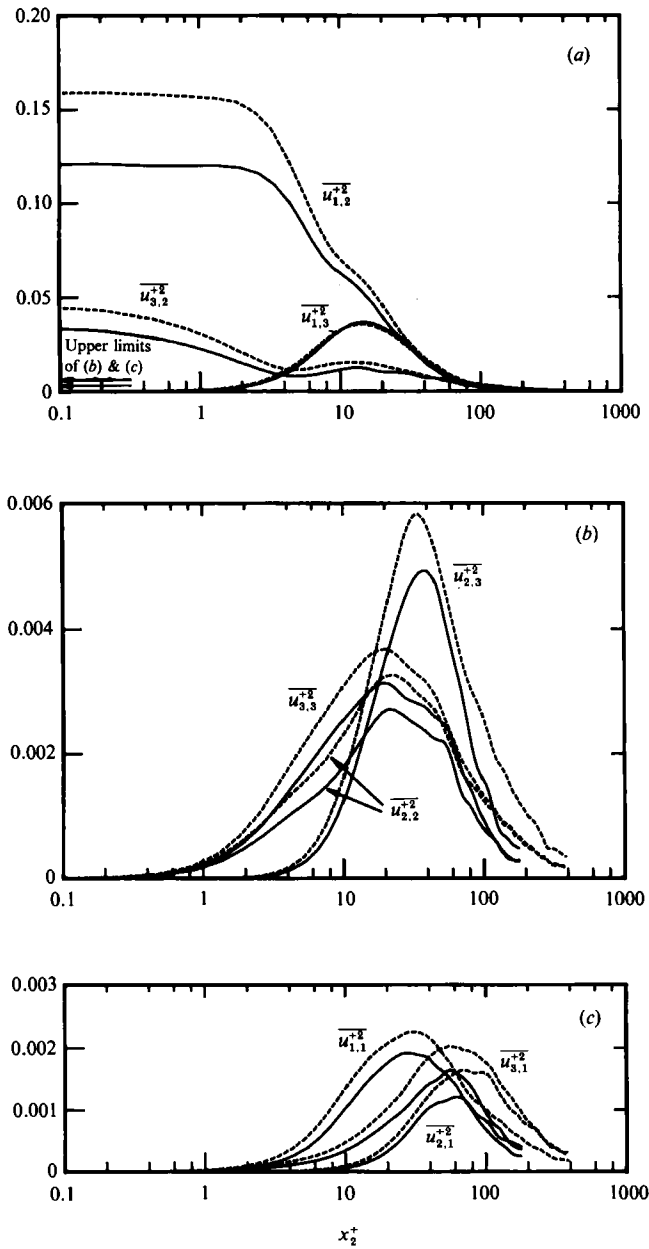 0.20
(a)
0.15
0.10
$\overline{u_{1,2}^{+2}}$
0.05
$\overline{u_{3,2}^{+2}}$
$\overline{u_{1,3}^{+2}}$
Upper limits
of (b) & (c)
0
0.1 1 10 100 1000
0.006
(b)
$\overline{u_{2,3}^{+2}}$
0.004
$\overline{u_{3,3}^{+2}}$
0.002
$\overline{u_{2,2}^{+2}}$
0
0.1 1 10 100 1000
0.003
(c)
$\overline{u_{1,1}^{+2}}$
0.002
$\overline{u_{3,1}^{+2}}$
0.001
$\overline{u_{2,1}^{+2}}$
0
0.1 1 10 100 1000
$x_2^+$